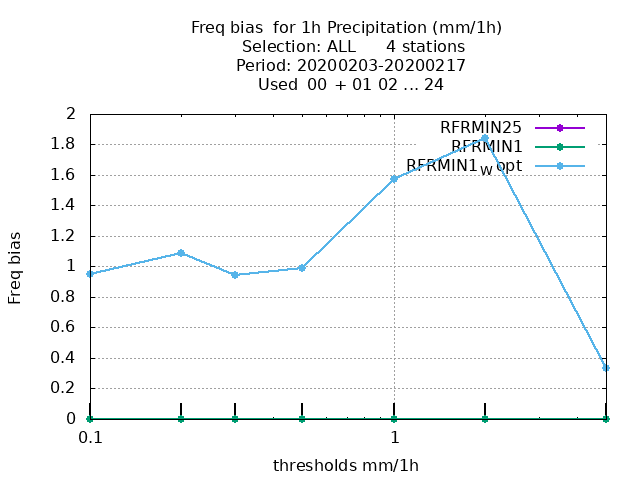 Freq bias  for 1h Precipitation (mm/1h)
Selection: ALL      4 stations
Period: 20200203-20200217
Used  00  + 01 02 ... 24
2
1.8
1.6
1.4
1.2
1
0.8
0.6
0.4
0.2
0
Freq bias
RFRMIN25
RFRMIN1
RFRMIN1W opt
0.1
1
thresholds mm/1h